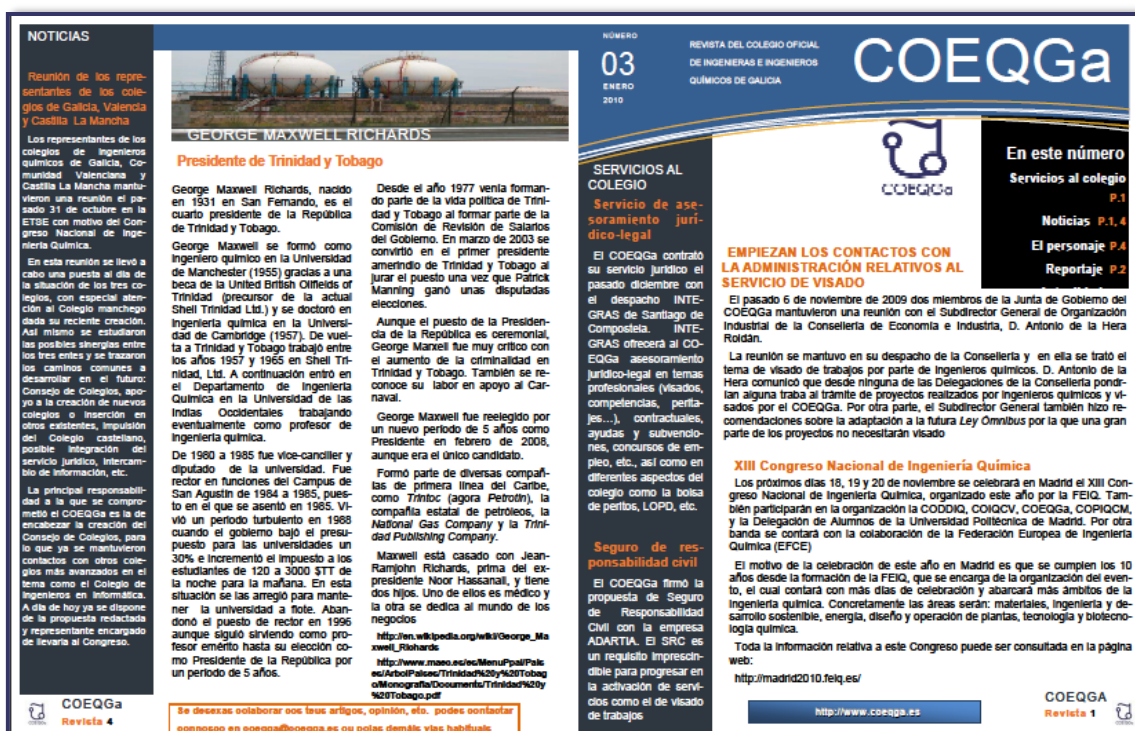 NOTICIAS
Reunión de los repre-
sentantes de los cole-
gios de Galicia, Valencia
y Castilla La Mancha
Los representantes de los
colegios de ingenieros
químicos de Galicia, Co-
munidad Valenciana y
Castilla La Mancha mantu-
vieron una reunión el pa-
sado 31 de octubre en la
ETSE con motivo del Con-
greso Nacional de Inge-
niería Química.
En esta reunión se llevó a
cabo una puesta al día de
la situación de los tres co-
legios, con especial aten-
ción al Colegio manchego
dada su reciente creación.
Así mismo se estudiaron
las posibles sinergias entre
los tres entes y se trazaron
los caminos comunes a
desarrollar en el futuro:
Consejo de Colegios, apo-
yo a la creación de nuevos
colegios o inserción en
otros existentes, impulsión
del Colegio castellano,
posible integración del
servicio jurídico, intercam-
bio de información, etc.
La principal responsabili-
dad a la que se compro-
metió el COEQGa es la de
encabezar la creación del
Consejo de Colegios, para
lo que ya se mantuvieron
contactos con otros cole-
gios más avanzados en el
tema como el Colegio de
Ingenieros en Informática.
A día de hoy ya se dispone
de la propuesta redactada
y representante encargado
de llevarla al Congreso.
COEQGa
Revista 4
GEORGE MAXWELL RICHARDS
Presidente de Trinidad y Tobago
George Maxwell Richards, nacido
en 1931 en San Fernando, es el
cuarto presidente de la República
de Trinidad y Tobago.
George Maxwell se formó como
ingeniero químico en la Universidad
de Manchester (1955) gracias a una
beca de la United British Oilfields of
Trinidad (precursor de la actual
Shell Trinidad Ltd.) y se doctoró en
ingeniería química en la Universi-
dad de Cambridge (1957). De vuel-
ta a Trinidad y Tobago trabajó entre
los años 1957 y 1965 en Shell Tri-
nidad, Ltd. A continuación entró en
el Departamento de Ingeniería
Química en la Universidad de las
Indias Occidentales trabajando
eventualmente como profesor de
ingeniería química.
De 1980 a 1985 fue vice-canciller y
diputado de la universidad. Fue
rector en funciones del Campus de
San Agustín de 1984 a 1985, pues-
to en el que se asentó en 1985. Vi-
vió un periodo turbulento en 1988
cuando el gobierno bajó el presu-
puesto para las universidades un
30% e incrementó el impuesto a los
estudiantes de 120 a 3000 $TT de
la noche para la mañana. En esta
situación se las arregló para mante-
ner la universidad a flote. Aban-
donó el puesto de rector en 1996
aunque siguió sirviendo como pro-
fesor emérito hasta su elección co-
mo Presidente de la República por
un periodo de 5 años.
Desde el año 1977 venía forman-
do parte de la vida política de Trini-
dad y Tobago al formar parte de la
Comisión de Revisión de Salarios
del Gobierno. En marzo de 2003 se
convirtió en el primer presidente
amerindio de Trinidad y Tobago al
jurar el puesto una vez que Patrick
Manning ganó unas disputadas
elecciones.
Aunque el puesto de la Presiden-
cia de la República es ceremonial,
George Marxell fue muy crítico con
el aumento de la criminalidad en
Trinidad y Tobago. También se re-
conoce su labor en apoyo al Car-
naval.
George Maxwell fue reelegido por
un nuevo periodo de 5 años como
Presidente en febrero de 2008,
aunque era el único candidato.
Formó parte de diversas compañí-
as de primera línea del Caribe,
como Trintoc (agora Petrotin), la
compañía estatal de petróleos, la
National Gas Company y la Trini-
dad Publishing Company.
Maxwell está casado con Jean-
Ramjohn Richards, prima del ex-
presidente Noor Hassanali, y tiene
dos hijos. Uno de ellos es médico y
la otra se dedica al mundo de los
negocios
http://en.wikipedia.org/wiki/George_Ma
xwell_Richards
http://www.maec.es/es/MenuPpal/Pais
es/ArbolPaises/Trinidad%20y%20Tobag
o/Monografia/Documents/Trinidad%20y
%20Tobago.pdf
Se desexas colaborar cos teus artigos, opinión, etc. podes contactar
connosco en coeqga@coeqga.es ou polas demáis vías habituais
NÚMERO
03
ENERO
2010
REVISTA DEL COLEGIO OFICIAL
DE INGENIERAS E INGENIEROS
QUÍMICOS DE GALICIA
COEQGa
COEQGa
En este número
Servicios al colegio
P.1
Noticias P.1, 4
El personaje P.4
Reportaje P.2
SERVICIOS AL
COLEGIO
Servicio de ase-
soramiento jurí-
dico-legal
El COEQGa contrató
su servicio jurídico el
pasado diciembre con
el despacho INTE-
GRAS de Santiago de
Compostela. INTE-
GRAS ofrecerá al CO-
EQGa asesoramiento
jurídico-legal en temas
profesionales (visados,
competencias, perita-
jes...), contractuales,
ayudas y subvencio-
nes, concursos de em-
pleo, etc., así como en
diferentes aspectos del
colegio como la bolsa
de peritos, LOPD, etc.
Seguro de res-
ponsabilidad civil
El COEQGa firmó la
propuesta de Seguro
de Responsabilidad
Civil con la empresa
ADARTIA. El SRC es
un requisito imprescin-
dible para progresar en
la activación de servi-
cios como el de visado
de trabajos
EMPIEZAN LOS CONTACTOS CON
LA ADMINISTRACIÓN RELATIVOS AL
SERVICIO DE VISADO
El pasado 6 de noviembre de 2009 dos miembros de la Junta de Gobierno del
COEQGa mantuvieron una reunión con el Subdirector General de Organización
Industrial de la Consellería de Economía e Industria, D. Antonio de la Hera
Roldán.
La reunión se mantuvo en su despacho de la Consellería y en ella se trató el
tema de visado de trabajos por parte de ingenieros químicos. D. Antonio de la
Hera comunicó que desde ninguna de las Delegaciones de la Consellería pondr-
ían alguna traba al trámite de proyectos realizados por ingenieros químicos y vi-
sados por el COEQGa. Por otra parte, el Subdirector General también hizo re-
comendaciones sobre la adaptación a la futura Ley Ómnibus por la que una gran
parte de los proyectos no necesitarán visado
XIII Congreso Nacional de Ingeniería Química
Los próximos días 18, 19 y 20 de noviembre se celebrará en Madrid el XIII Con-
greso Nacional de Ingeniería Química, organizado este año por la FEIQ. Tam-
bién participarán en la organización la CODDIQ, COIQCV, COEQGa, COPIQCM,
y la Delegación de Alumnos de la Universidad Politécnica de Madrid. Por otra
banda se contará con la colaboración de la Federación Europea de Ingeniería
Química (EFCE)
El motivo de la celebración de este año en Madrid es que se cumplen los 10
años desde la formación de la FEIQ, que se encarga de la organización del even-
to, el cual contará con más días de celebración y abarcará más ámbitos de la
ingeniería química. Concretamente las áreas serán: materiales, ingeniería y de-
sarrollo sostenible, energía, diseño y operación de plantas, tecnología y biotecno-
logía química.
Toda la información relativa a este Congreso puede ser consultada en la página
web:
http://madrid2010.feiq.es/
http://www.coeqga.es
COEQGA
Revista 1